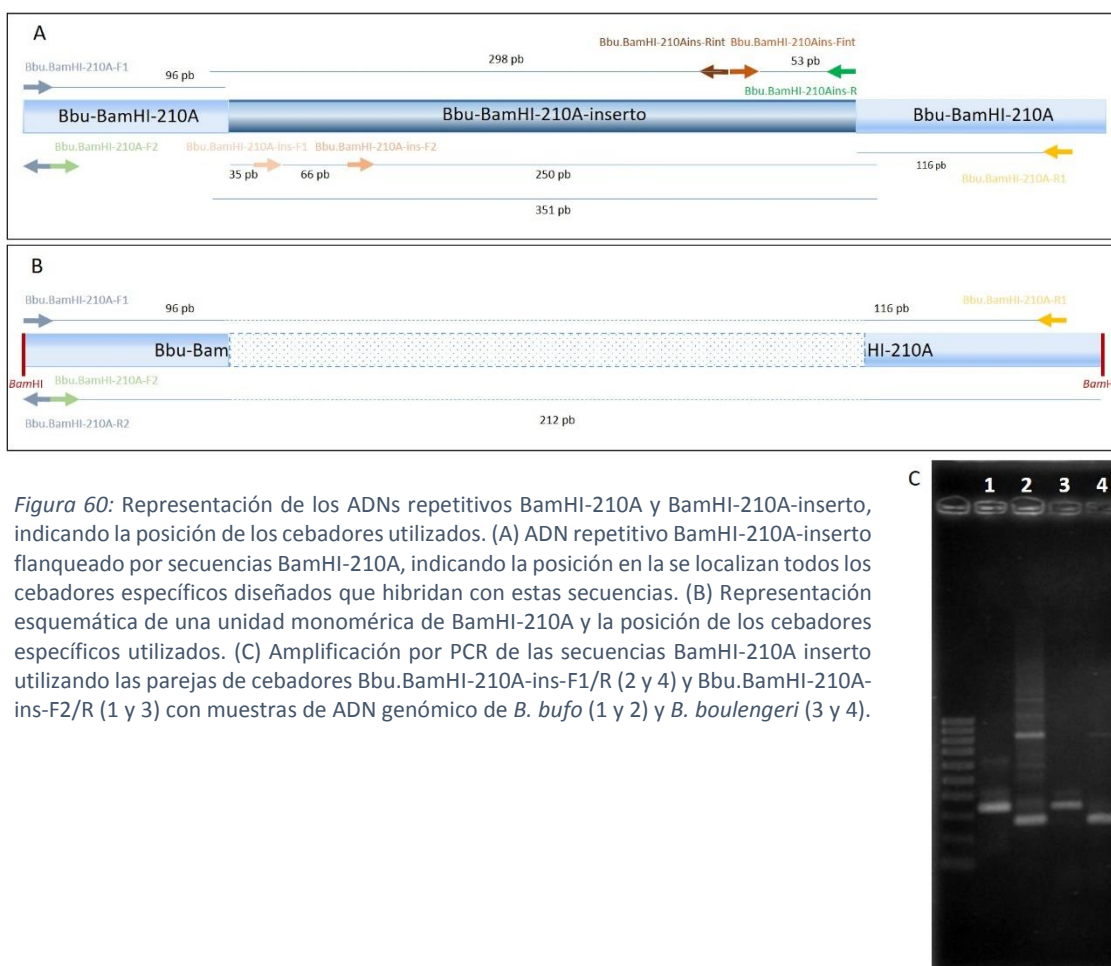 A
Bbu.BamHI-210Ains-Rint Bbu.BamHI-210Ains-Fint
Bbu.BamHI-210A-F1
96 pb
298 pb
53 pb
Bbu.BamHI-210Ains-R
Bbu-BamHI-210A
Bbu-BamHI-210A-inserto
Bbu-BamHI-210A
Bbu.BamHI-210A-F2
Bbu.BamHI-210A-ins-F1
Bbu.BamHI-210A-ins-F2
35 pb
66 pb
250 pb
116 pb
Bbu.BamHI-210A-R1
351 pb
B
Bbu.BamHI-210A-F1
96 pb
116 pb
Bbu.BamHI-210A-R1
Bbu-Bam
HI-210A
BamHI
Bbu.BamHI-210A-F2
BamH
Bbu.BamHI-210A-R2
212 pb
Figura 60: Representación de los ADNs repetitivos BamHI-210A y BamHI-210A-inserto,
indicando la posición de los cebadores utilizados. (A) ADN repetitivo BamHI-210A-inserto
flanqueado por secuencias BamHI-210A, indicando la posición en la se localizan todos los
cebadores específicos diseñados que hibridan con estas secuencias. (B) Representación
esquemática de una unidad monomérica de BamHI-210A y la posición de los cebadores
específicos utilizados. (C) Amplificación por PCR de las secuencias BamHI-210A inserto
utilizando las parejas de cebadores Bbu.BamHI-210A-ins-F1/R (2 y 4) y Bbu.BamHI-210A-
ins-F2/R (1 y 3) con muestras de ADN genómico de B. bufo (1 y 2) y B. boulengeri (3 y 4).
C
1 2 3 4